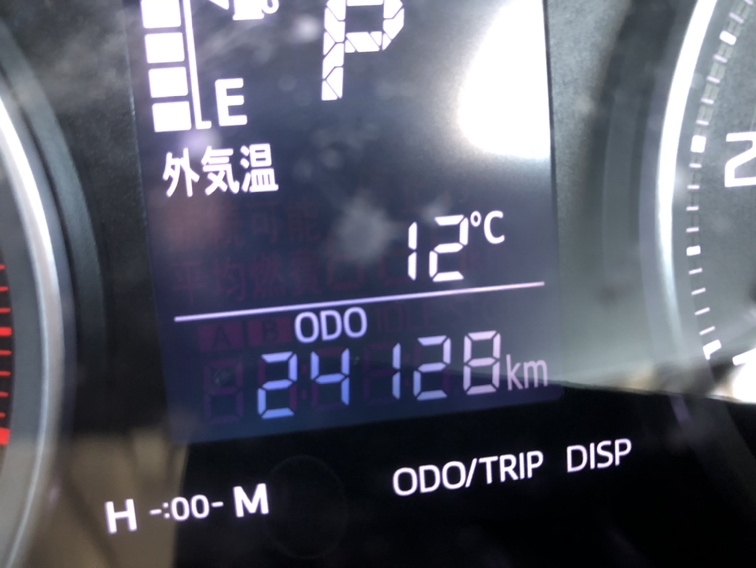 P
E
外気温
12°C
ODO
24128km
ODO/TRIP DISP
H -:00- M